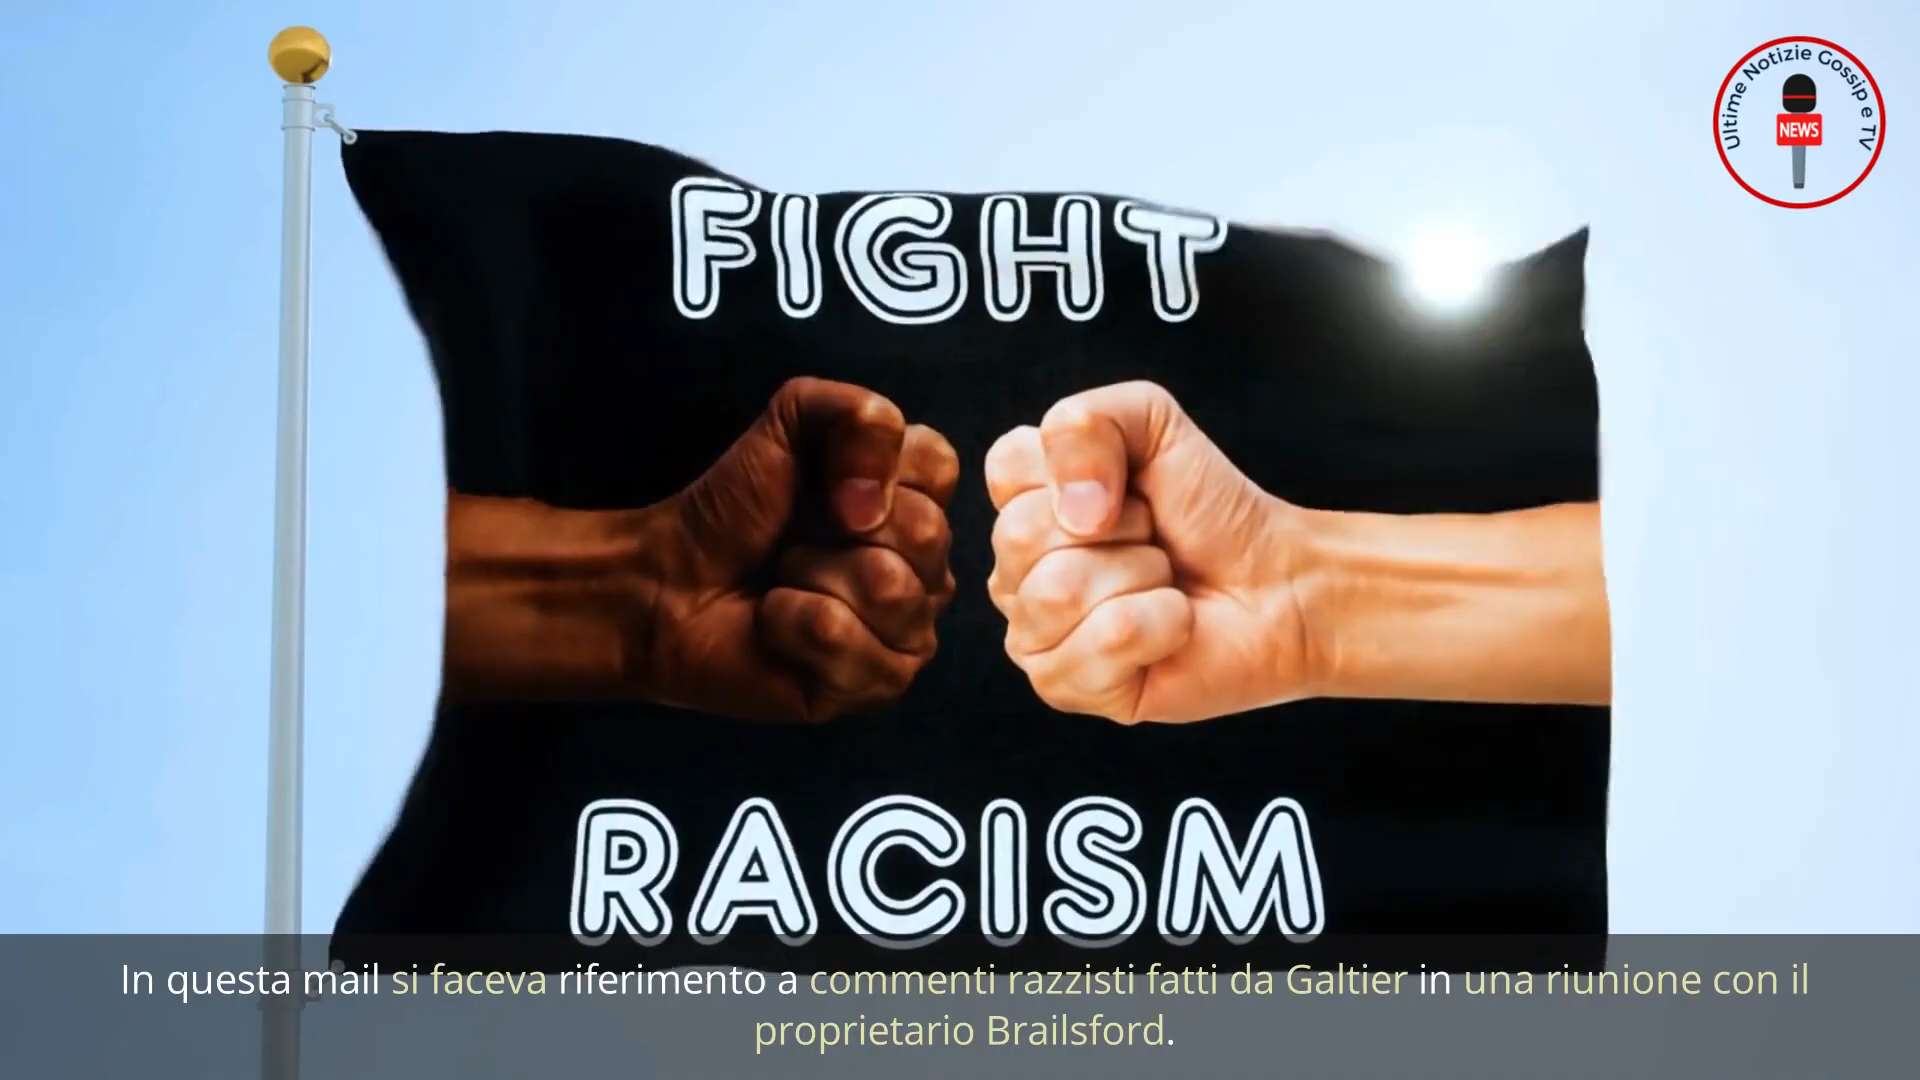 Ultime Notizie Gossip e TV
NEWS
FIGHT
RACISM
In questa mail si faceva riferimento a commenti razzisti fatti da Galtier in una riunione con il
proprietario Brailsford.